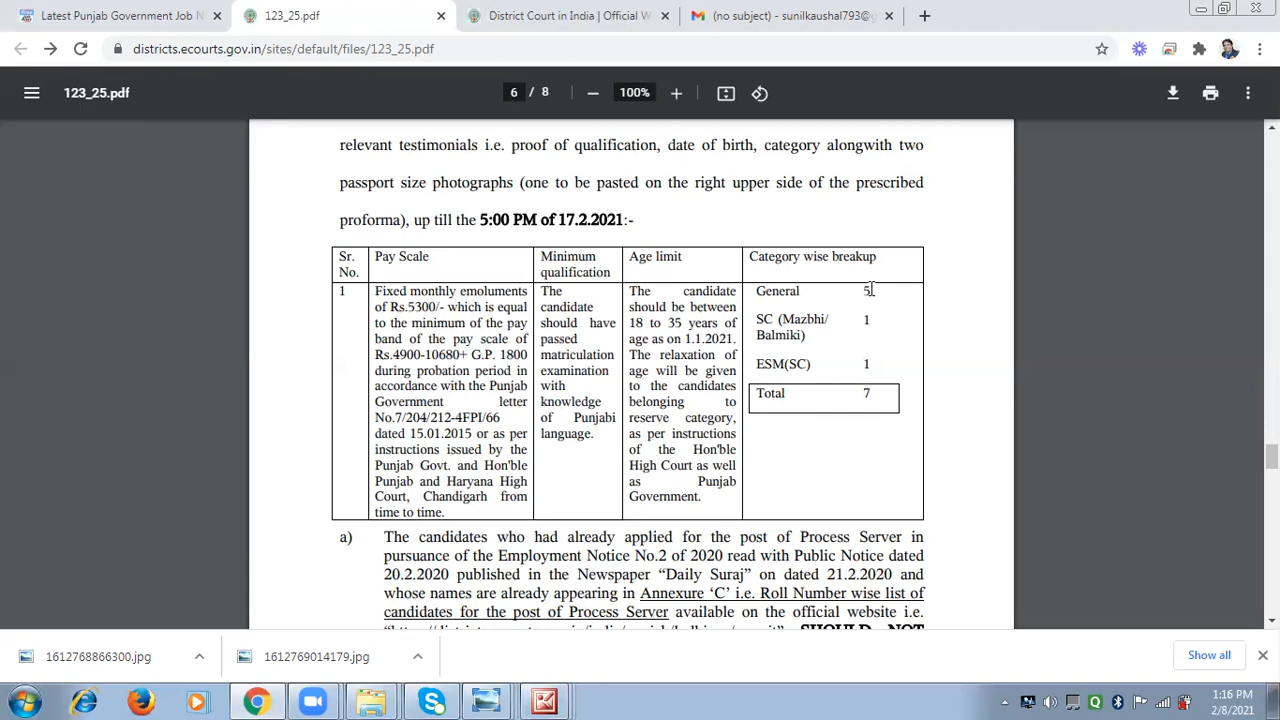 Latest Punjab Government Job N
123_25.pdf
District Court in India | Official W
(no subject) - sunilkaushal793@g
districts.ecourts.gov.in/sites/default/files/123_25.pdf
123_25.pdf
6 / 8
100%
relevant testimonials i.e. proof of qualification, date of birth, category alongwith two
passport size photographs (one to be pasted on the right upper side of the prescribed
proforma), up till the 5:00 PM of 17.2.2021:-
Sr.
No.
Pay Scale
Minimum
qualification
Age limit
Category wise breakup
1
Fixed monthly emoluments
of Rs.5300/- which is equal
to the minimum of the pay
band of the pay scale of
Rs.4900-10680+ G.P. 1800
during probation period in
accordance with the Punjab
Government letter
No.7/204/212-4FPI/66
dated 15.01.2015 or as per
instructions issued by the
Punjab Govt. and Hon'ble
Punjab and Haryana High
Court, Chandigarh from
time to time.
The
candidate
should have
passed
matriculation
examination
with
knowledge
of Punjabi
language.
The candidate
should be between
18 to 35 years of
age as on 1.1.2021.
The relaxation of
age will be given
to the candidates
belonging to
reserve category,
as per instructions
of the Hon'ble
High Court as well
as Punjab
Government.
General 5
SC (Mazbhi/ 1
Balmiki)
ESM(SC) 1
Total 7
a) The candidates who had already applied for the post of Process Server in
pursuance of the Employment Notice No.2 of 2020 read with Public Notice dated
20.2.2020 published in the Newspaper “Daily Suraj” on dated 21.2.2020 and
whose names are already appearing in Annexure ‘C’ i.e. Roll Number wise list of
candidates for the post of Process Server available on the official website i.e.
SHOULD NOT
1612768866300.jpg
1612769014179.jpg
Show all
1:16 PM
2/8/2021